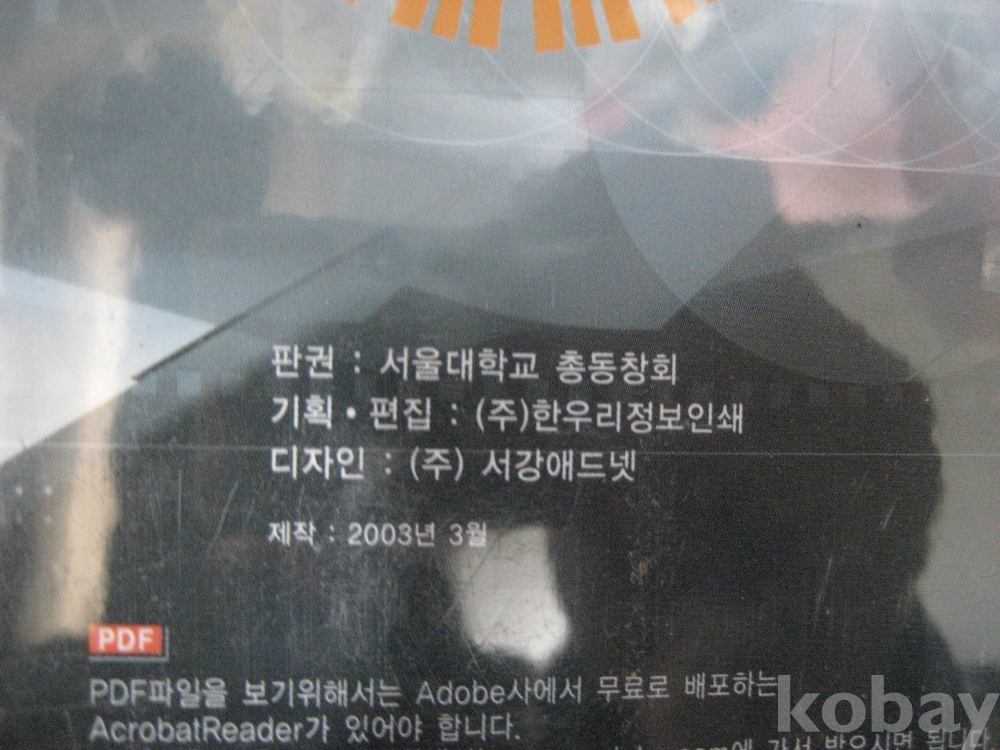 판권 : 서울대학교 총동창회
기획 • 편집 : (주)한우리정보인쇄
디자인 : (주) 서강애드넷
제작 : 2003년 3월
PDF
PDF파일을 보기위해서는 Adobe사에서 무료로 배포하는
AcrobatReader가 있어야 합니다.
kobay